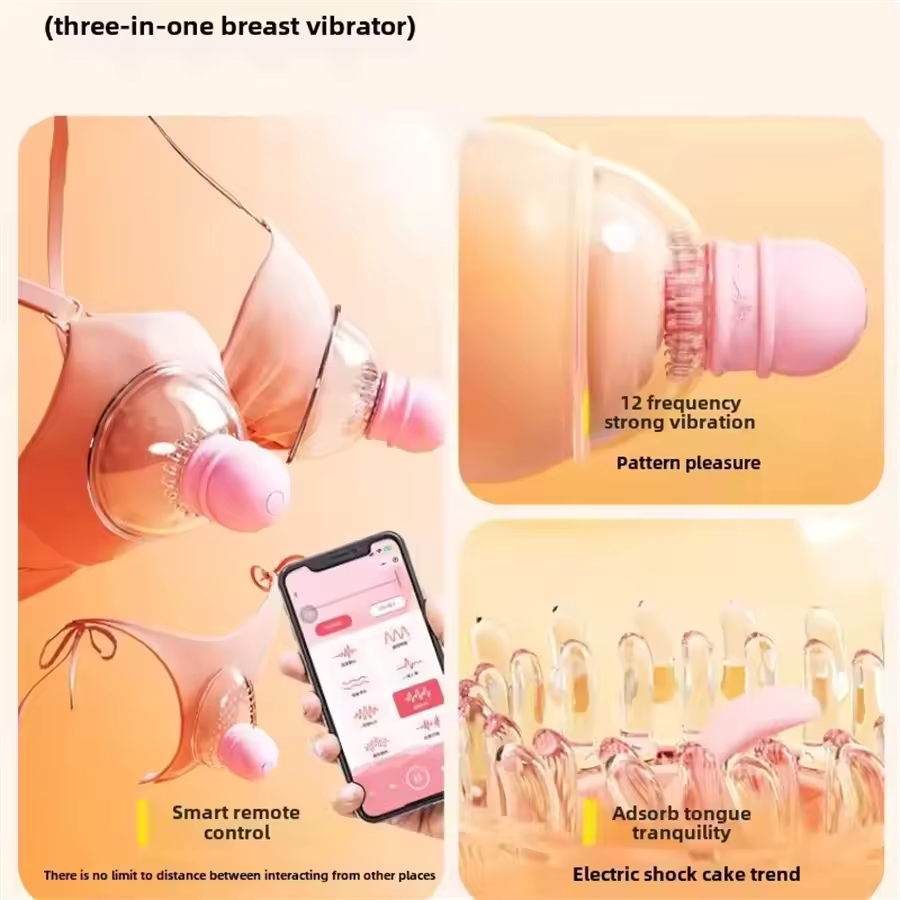 (three-in-one breast vibrator)
12 frequency
strong vibration
Pattern pleasure
Smart remote
control
There is no limit to distance between interacting from other places
Adsorb tongue
tranquility
Electric shock cake trend